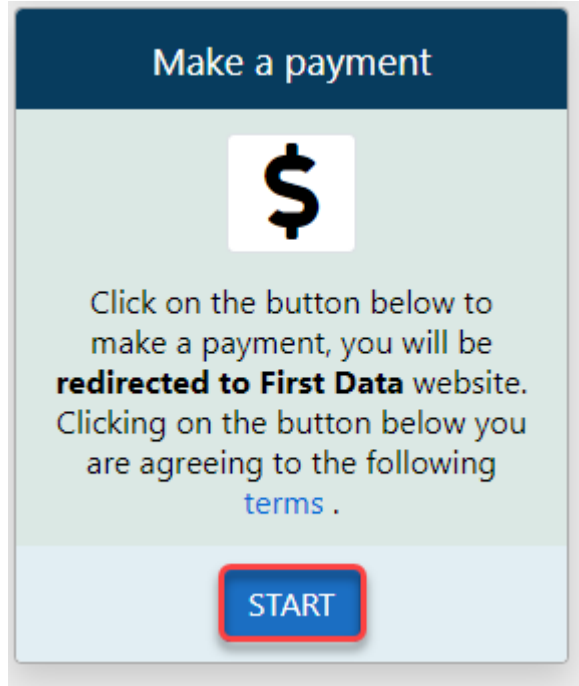 Make a payment
$
Click on the button below to
make a payment, you will be
redirected to First Data website.
Clicking on the button below you
are agreeing to the following
terms .
START